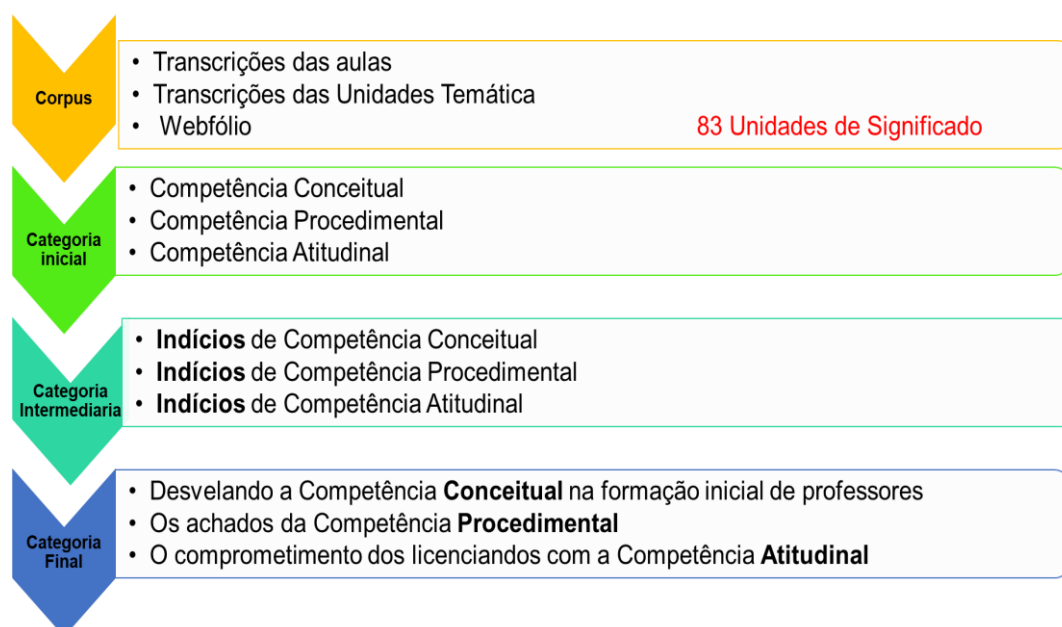 Corpus
• Transcrições das aulas
• Transcrições das Unidades Temática
• Webfólio 83 Unidades de Significado
Categoria
inicial
• Competência Conceitual
• Competência Procedimental
• Competência Atitudinal
Categoria
Intermediaria
• Indícios de Competência Conceitual
• Indícios de Competência Procedimental
• Indícios de Competência Atitudinal
Categoria
Final
• Desvelando a Competência Conceitual na formação inicial de professores
• Os achados da Competência Procedimental
• O comprometimento dos licenciandos com a Competência Atitudinal